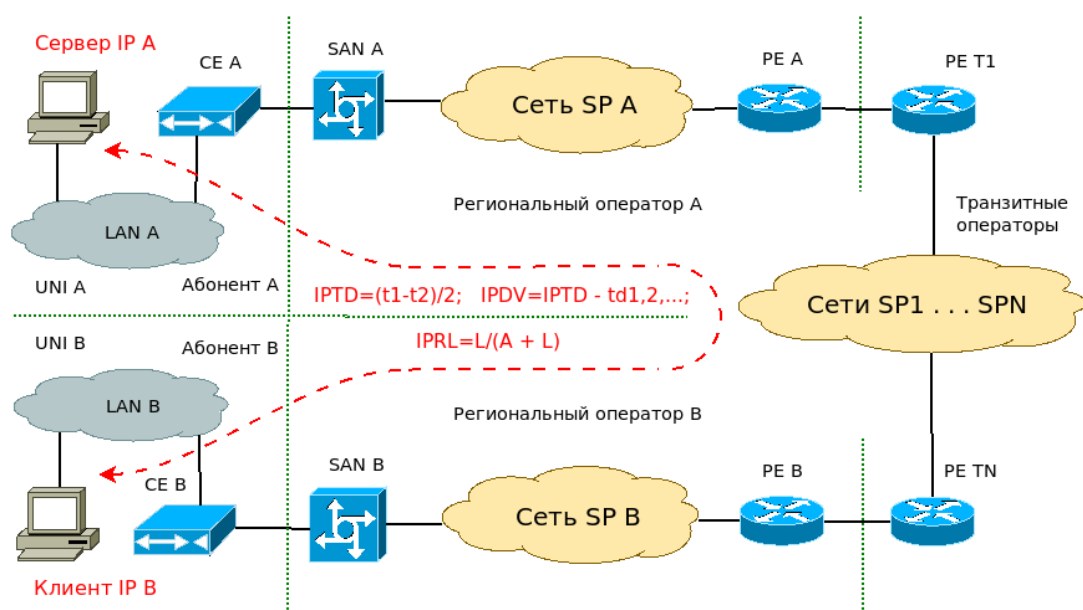 Сервер IP A
CE A
SAN A
Сеть SP A
PE A
PE T1
LAN A
Региональный оператор А
Транзитные
операторы
UNI A
Абонент А
IPTD=(t1-t2)/2; IPDV=IPTD - td1,2,...;
Сети SP1 . . . SPN
IPRL=L/(A + L)
UNI B
Абонент В
LAN B
Региональный оператор В
CE B
SAN B
Сеть SP B
PE B
PE TN
Клиент IP B